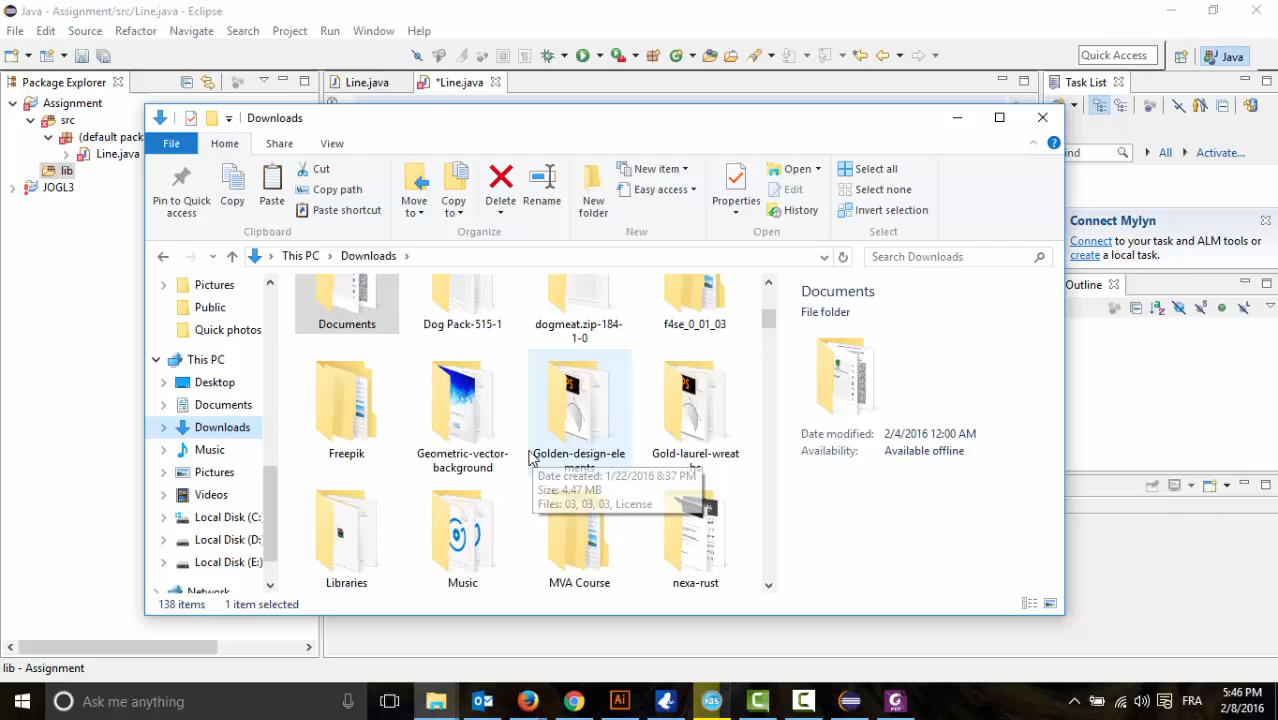 Java - Assignment/src/Line.java - Eclipse
File Edit Source Refactor Navigate Search Project Run Window Help
Quick Access Java
Package Explorer Line.java *Line.java Task List
Assignment
src
(default pack
Line.java
lib
JOGL3
Downloads
File Home Share View
Pin to Quick access
Copy
Paste
Cut
Copy path
Paste shortcut
Clipboard
Move to
Copy to
Delete
Rename
Organize
New folder
New item
Easy access
New
Properties
Open
Edit
History
Open
Select all
Select none
Invert selection
Select
All Activate...
Connect Mylyn
Connect to your task and ALM tools or
create a local task.
Outline
This PC Downloads
Search Downloads
Pictures
Public
Quick photos
This PC
Desktop
Documents
Downloads
Music
Pictures
Videos
Local Disk (C:
Local Disk (D:
Local Disk (E:)
Network
Documents
Dog Pack-515-1
dogmeat.zip-184-
1-0
f4se_0_01_03
Freepik
Geometric-vector-
background
Golden-design-ele
ments
Gold-laurel-wreat
hs
Date created: 1/22/2016 8:37 PM
Size: 4.47 MB
Files: 03, 03, 03, License
Libraries
Music
MVA Course
nexa-rust
Documents
File folder
Date modified: 2/4/2016 12:00 AM
Availability: Available offline
138 items 1 item selected
lib - Assignment
Ask me anything
FRA
5:46 PM
2/8/2016